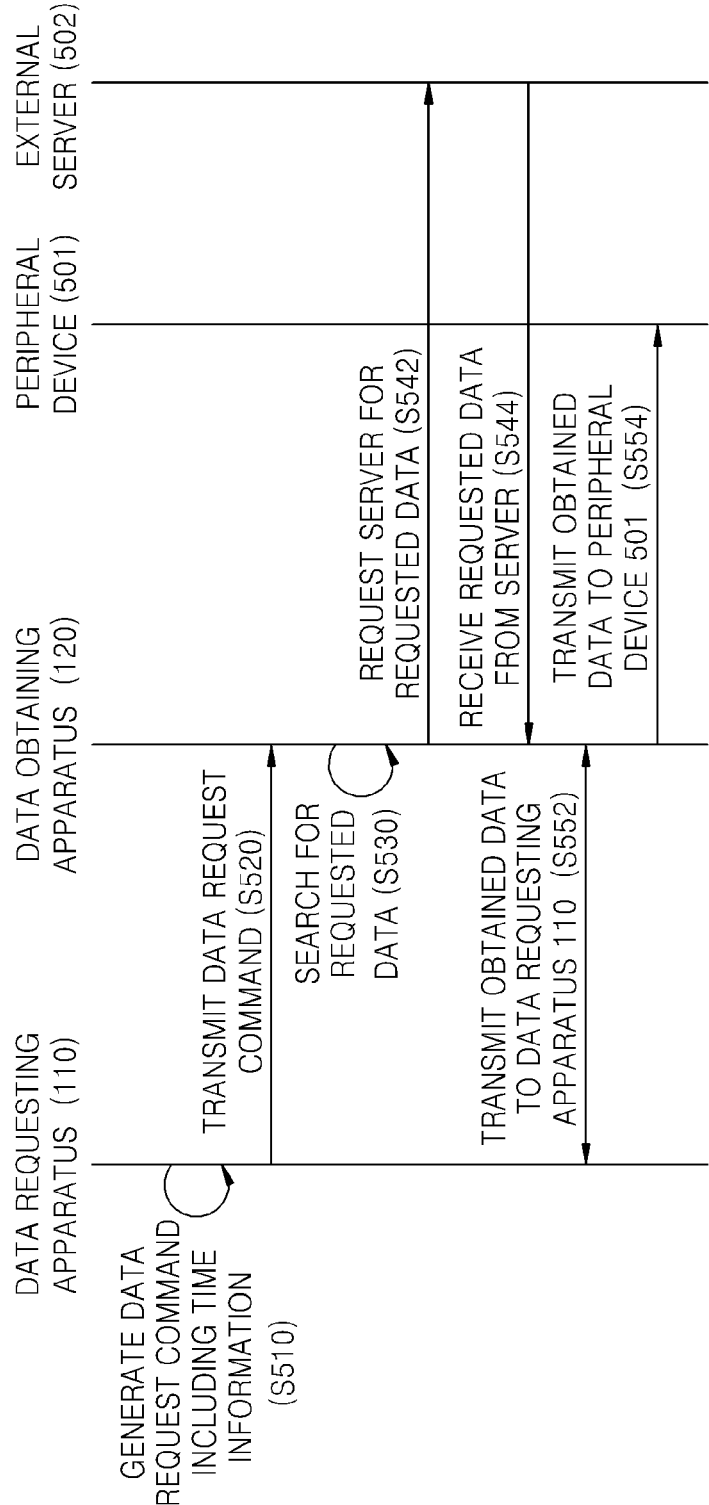 DATA REQUESTING
APPARATUS (110)
DATA OBTAINING
APPARATUS (120)
PERIPHERAL
DEVICE (501)
EXTERNAL
SERVER (502)
GENERATE DATA
REQUEST COMMAND
INCLUDING TIME
INFORMATION
(S510)
TRANSMIT DATA REQUEST
COMMAND (S520)
SEARCH FOR
REQUESTED
DATA (S530)
REQUEST SERVER FOR
REQUESTED DATA (S542)
RECEIVE REQUESTED DATA
FROM SERVER (S544)
TRANSMIT OBTAINED DATA
TO DATA REQUESTING
APPARATUS 110 (S552)
TRANSMIT OBTAINED
DATA TO PERIPHERAL
DEVICE 501 (S554)